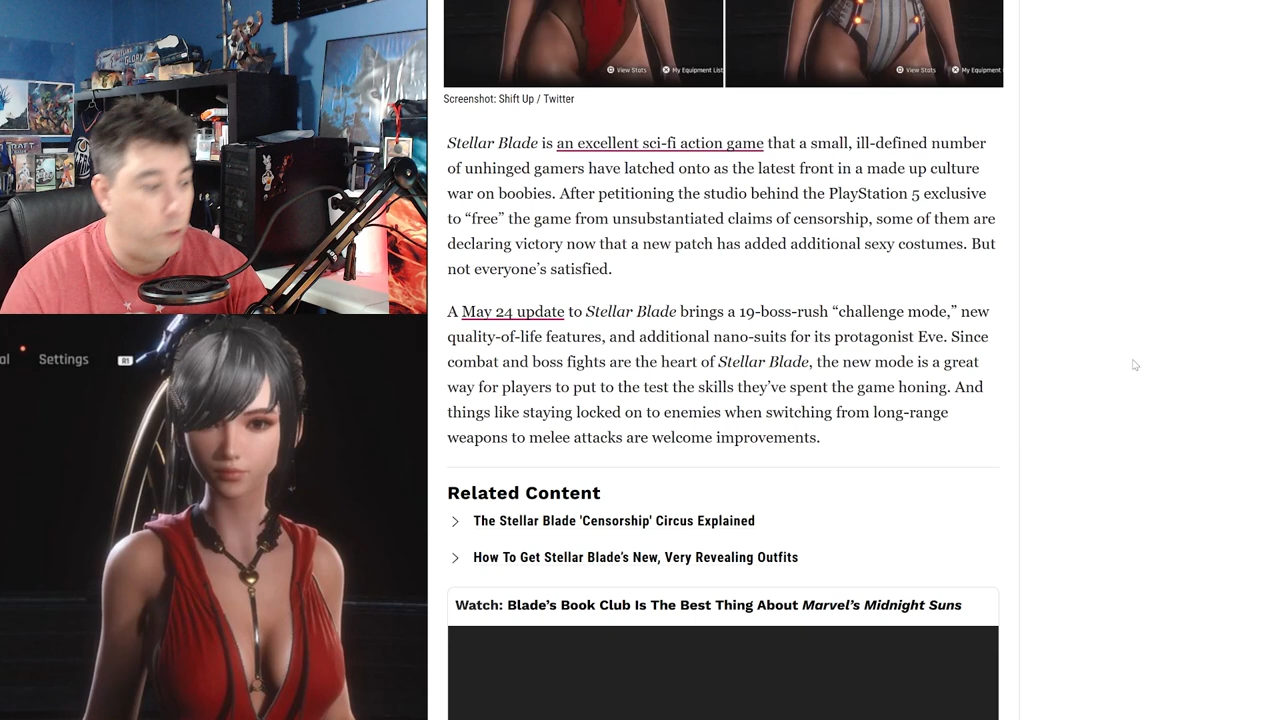 View Stats
My Equipment List
View Stats
My Equipment
Screenshot: Shift Up / Twitter
Stellar Blade is an excellent sci-fi action game that a small, ill-defined number
of unhinged gamers have latched onto as the latest front in a made up culture
war on boobies. After petitioning the studio behind the PlayStation 5 exclusive
to “free” the game from unsubstantiated claims of censorship, some of them are
declaring victory now that a new patch has added additional sexy costumes. But
not everyone’s satisfied.
A May 24 update to Stellar Blade brings a 19-boss-rush “challenge mode,” new
quality-of-life features, and additional nano-suits for its protagonist Eve. Since
combat and boss fights are the heart of Stellar Blade, the new mode is a great
way for players to put to the test the skills they’ve spent the game honing. And
things like staying locked on to enemies when switching from long-range
weapons to melee attacks are welcome improvements.
Related Content
The Stellar Blade 'Censorship' Circus Explained
How To Get Stellar Blade’s New, Very Revealing Outfits
Watch: Blade’s Book Club Is The Best Thing About Marvel’s Midnight Suns
al
Settings
R1